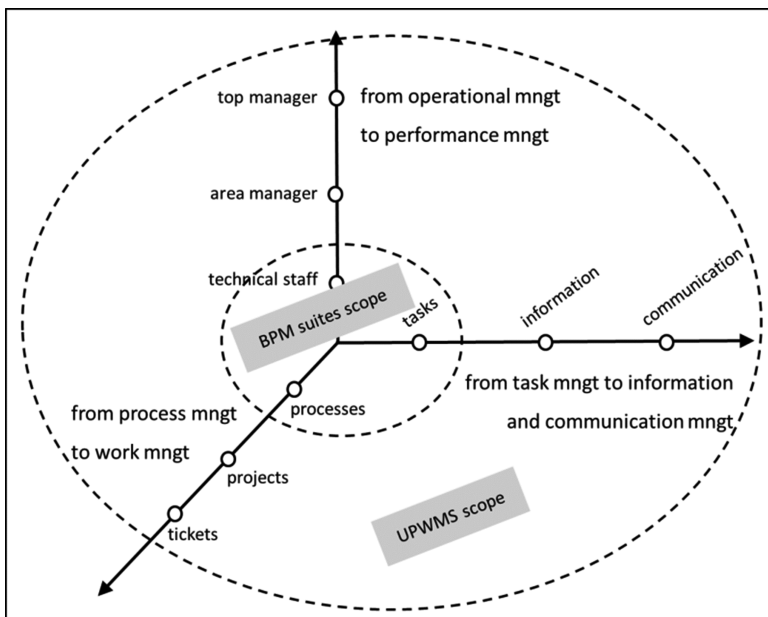 top manager
from operational mngt
to performance mngt
area manager
technical staff
BPM suites scope
tasks
information
communication
from task mngt to information
and communication mngt
processes
from process mngt
to work mngt
projects
tickets
UPWMS scope